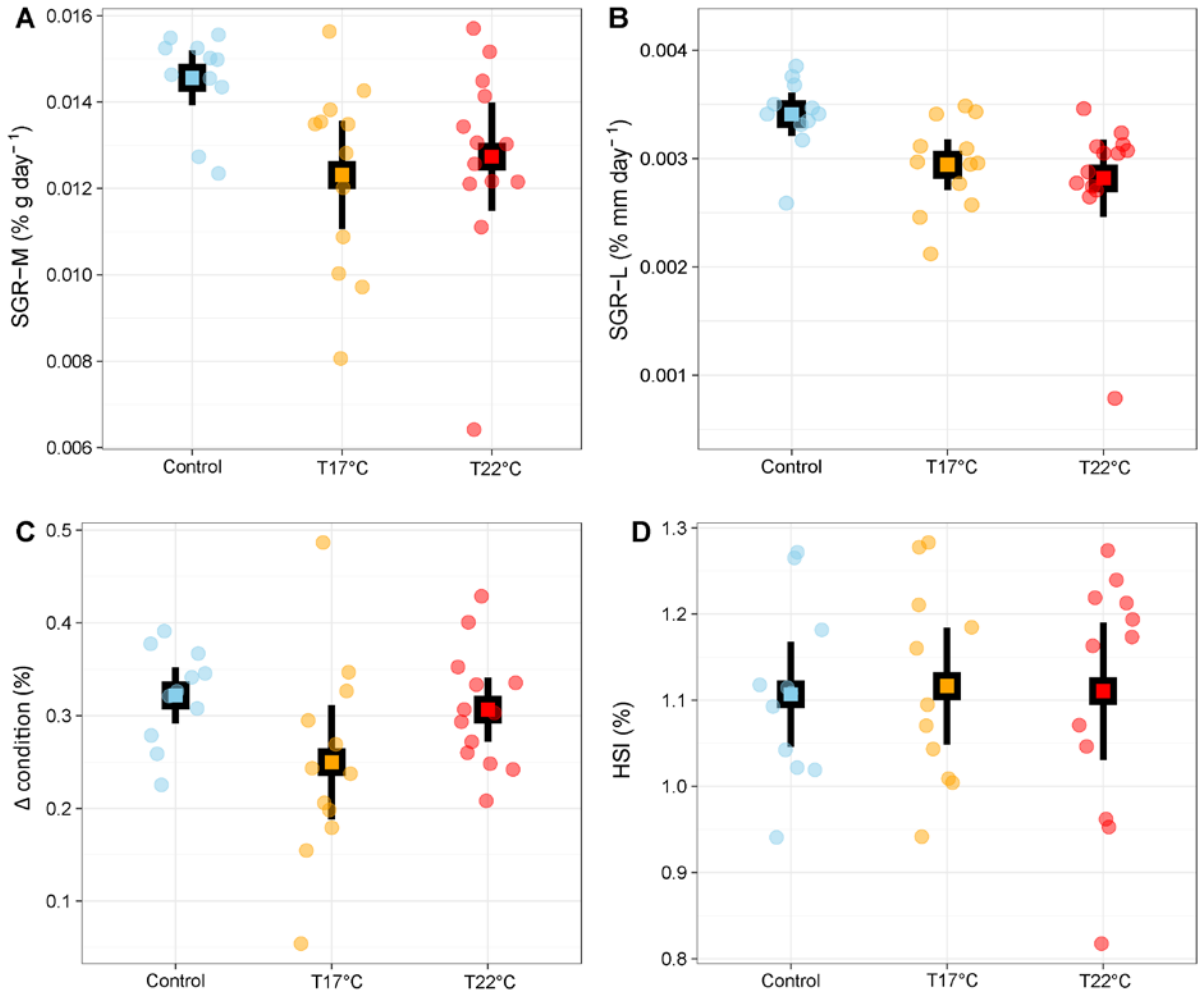 A
SGR−M (% g day⁻¹)
0.016
0.014
0.012
0.010
0.008
0.006
Control
T17°C
T22°C
B
SGR−L (% mm day⁻¹)
0.004
0.003
0.002
0.001
Control
T17°C
T22°C
C
Δ condition (%)
0.5
0.4
0.3
0.2
0.1
Control
T17°C
T22°C
D
HSI (%)
1.3
1.2
1.1
1.0
0.9
0.8
Control
T17°C
T22°C